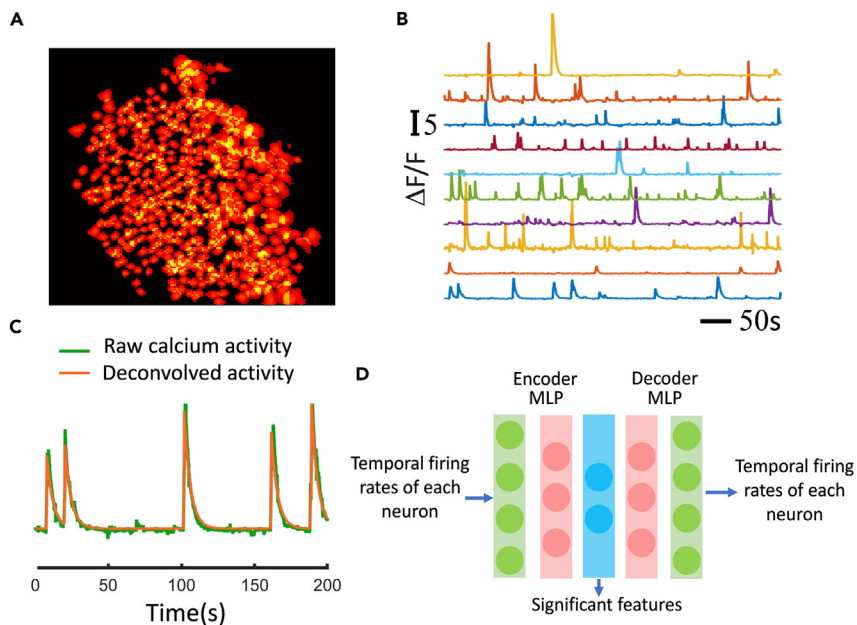 A
B
5
ΔF/F
50s
C
Raw calcium activity
Deconvolved activity
0
50
100
150
200
Time(s)
D
Encoder
MLP
Decoder
MLP
Temporal firing
rates of each
neuron
Temporal firing
rates of each
neuron
Significant features